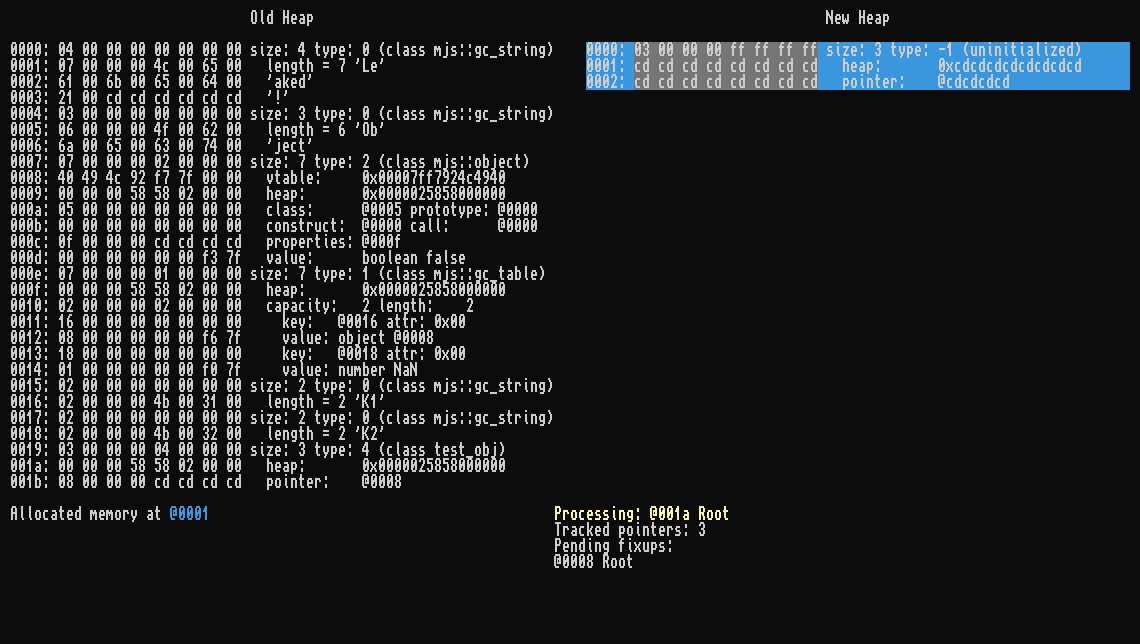 Old Heap
New Heap
0000: 04 00 00 00 00 00 00 00 size: 4 type: 0 (class mjs::gc_string)
0001: 07 00 00 00 4c 00 65 00   length = 7 'Le'
0002: 61 00 6b 00 65 00 64 00   'aked'
0003: 21 00 cd cd cd cd cd cd   '!'
0004: 03 00 00 00 00 00 00 00 size: 3 type: 0 (class mjs::gc_string)
0005: 06 00 00 00 4f 00 62 00   length = 6 'Ob'
0006: 6a 00 65 00 63 00 74 00   'ject'
0007: 07 00 00 00 02 00 00 00 size: 7 type: 2 (class mjs::object)
0008: 40 49 4c 92 f7 7f 00 00   vtable:     0x00007ff7924c4940
0009: 00 00 00 58 58 02 00 00   heap:       0x0000025858000000
000a: 05 00 00 00 00 00 00 00   class:      @0005 prototype: @0000
000b: 00 00 00 00 00 00 00 00   construct:  @0000 call:      @0000
000c: 0f 00 00 00 cd cd cd cd   properties: @000f
000d: 00 00 00 00 00 00 f3 7f   value:      boolean false
000e: 07 00 00 00 01 00 00 00 size: 7 type: 1 (class mjs::gc_table)
000f: 00 00 00 58 58 02 00 00   heap:       0x0000025858000000
0010: 02 00 00 00 02 00 00 00   capacity:   2 length:    2
0011: 16 00 00 00 00 00 00 00     key:   @0016 attr: 0x00
0012: 08 00 00 00 00 00 f6 7f     value: object @0008
0013: 18 00 00 00 00 00 00 00     key:   @0018 attr: 0x00
0014: 01 00 00 00 00 00 f0 7f     value: number NaN
0015: 02 00 00 00 00 00 00 00 size: 2 type: 0 (class mjs::gc_string)
0016: 02 00 00 00 4b 00 31 00   length = 2 'K1'
0017: 02 00 00 00 00 00 00 00 size: 2 type: 0 (class mjs::gc_string)
0018: 02 00 00 00 4b 00 32 00   length = 2 'K2'
0019: 03 00 00 00 04 00 00 00 size: 3 type: 4 (class test_obj)
001a: 00 00 00 58 58 02 00 00   heap:       0x0000025858000000
001b: 08 00 00 00 cd cd cd cd   pointer:    @0008
0000: 03 00 00 00 ff ff ff ff size: 3 type: -1 (uninitialized)
0001: cd cd cd cd cd cd cd cd   heap:       0xcdcdcdcdcdcdcdcd
0002: cd cd cd cd cd cd cd cd   pointer:    @cdcdcdcd
Allocated memory at @0001
Processing: @001a Root
Tracked pointers: 3
Pending fixups:
@0008 Root